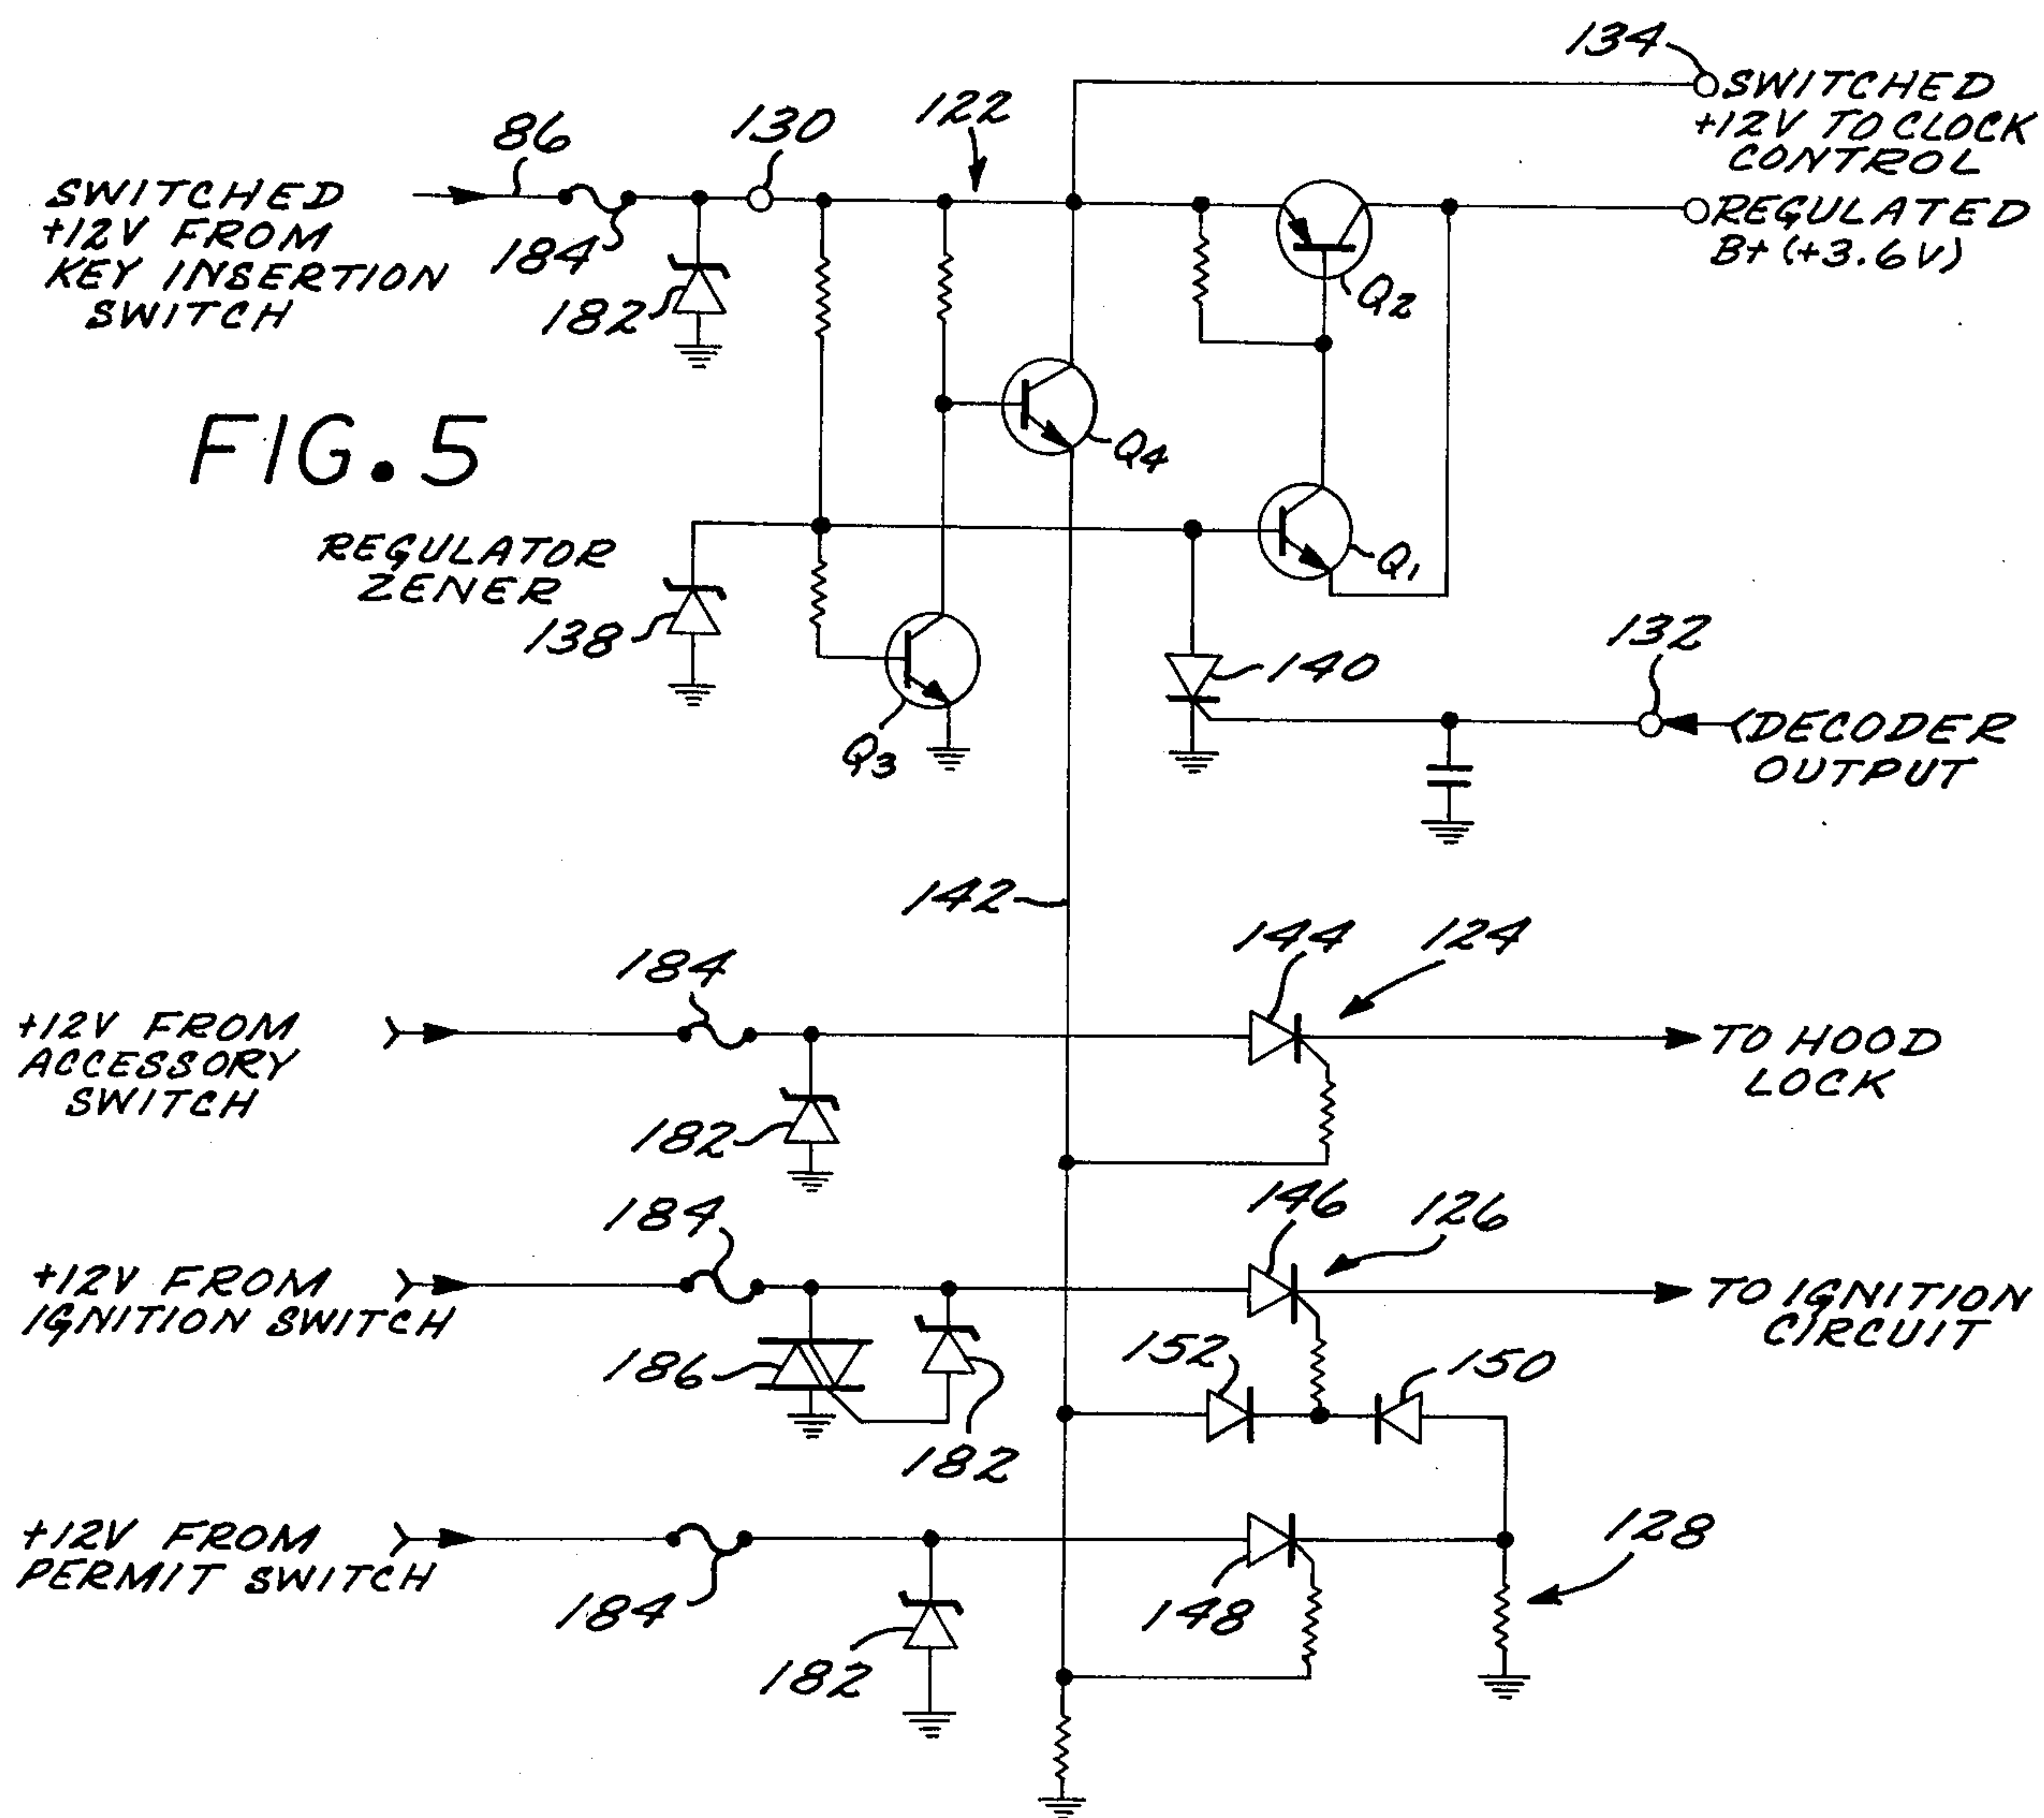 134
SWITCHED
+12V TO CLOCK
CONTROL
122
130
86
SWITCHED
+12V FROM
KEY INSERTION
SWITCH
184
182
REGULATED
B+ (+3.6V)
Q2
FIG. 5
Q4
REGULATOR
ZENER
138
Q1
Q3
140
132
DECODER
OUTPUT
142
144
124
184
+12V FROM
ACCESSORY
SWITCH
182
TO HOOD
LOCK
184
146
126
+12V FROM
IGNITION SWITCH
186
182
152
150
TO IGNITION
CIRCUIT
+12V FROM
PERMIT SWITCH
184
182
148
128